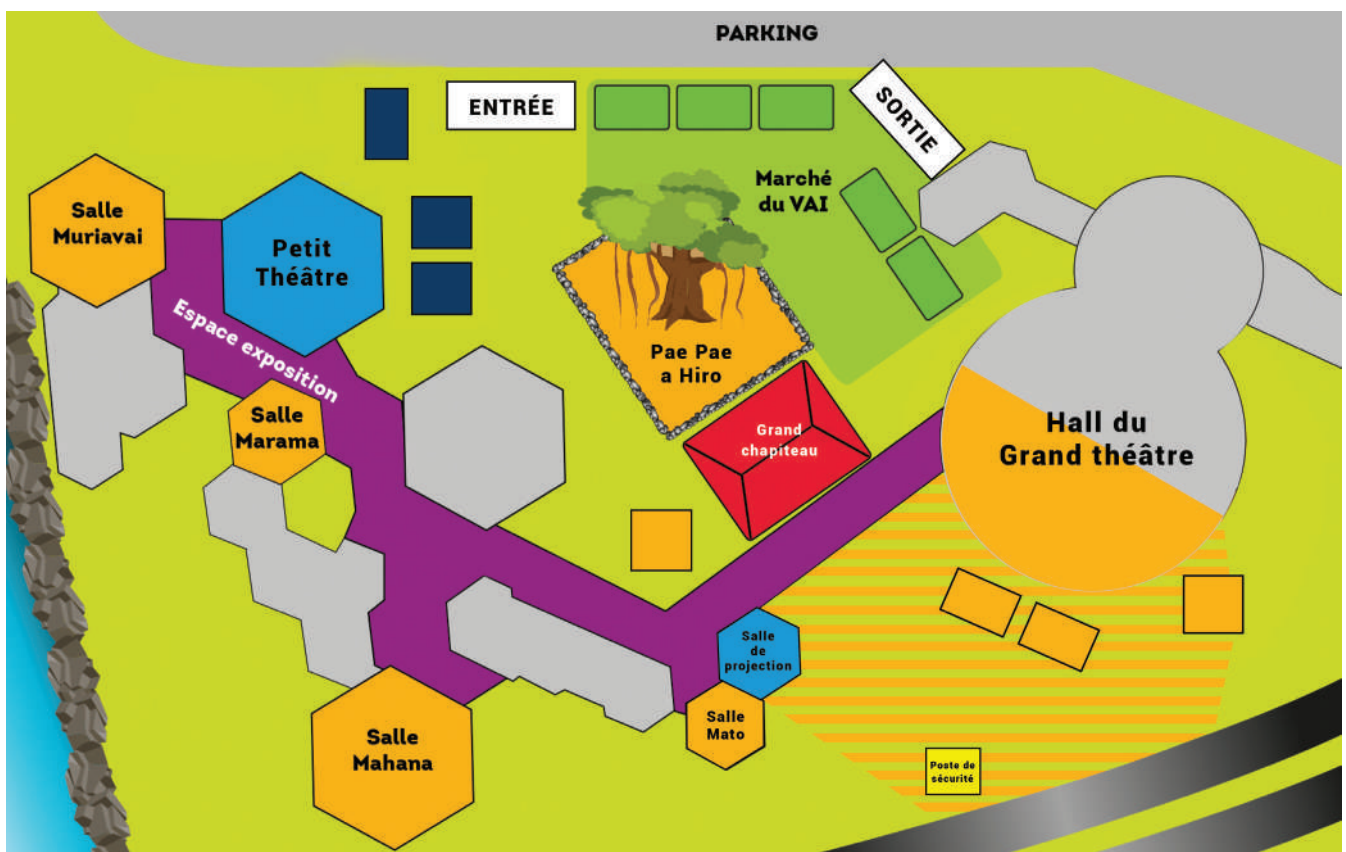 PARKING
ENTRÉE
SORTIE
Marché
du VAI
Salle
Muriavai
Petit
Théâtre
Espace exposition
Pae Pae
a Hiro
Salle
Marama
Grand
chapiteau
Hall du
Grand théâtre
Salle
de
projection
Salle
Mato
Salle
Mahana
Poste de
sécurité